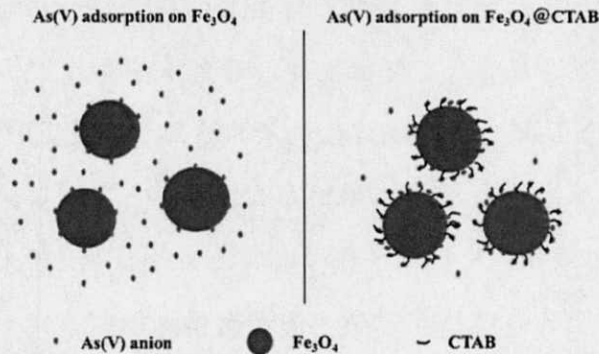 As(V) adsorption on Fe₃O₄
As(V) adsorption on Fe₃O₄@CTAB
As(V) anion
Fe₃O₄
CTAB